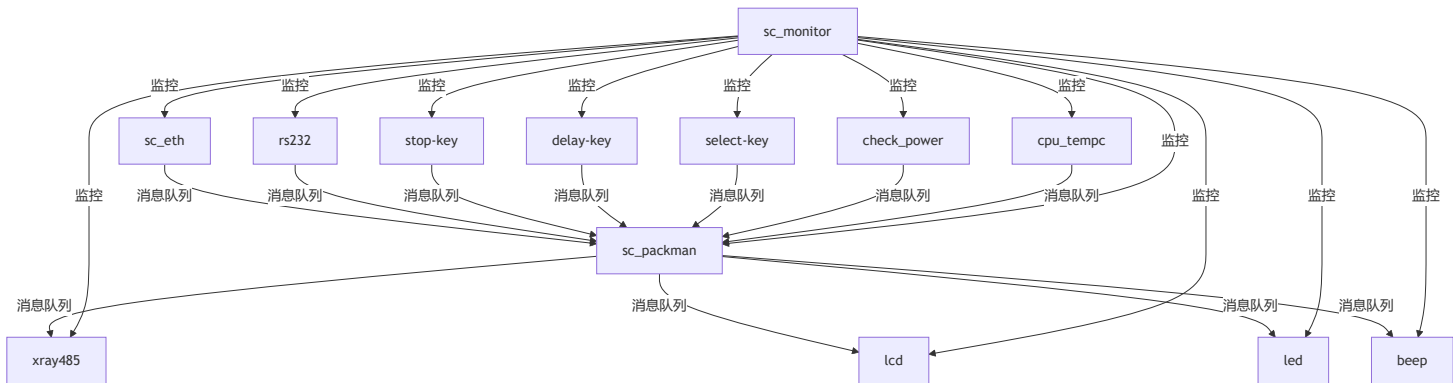 sc_monitor
监控
监控
监控
监控
监控
监控
监控
监控
监控
监控
监控
监控
sc_eth
rs232
stop-key
delay-key
select-key
check_power
cpu_tempc
消息队列
消息队列
消息队列
消息队列
消息队列
消息队列
消息队列
sc_packman
消息队列
消息队列
消息队列
消息队列
xray485
lcd
led
beep